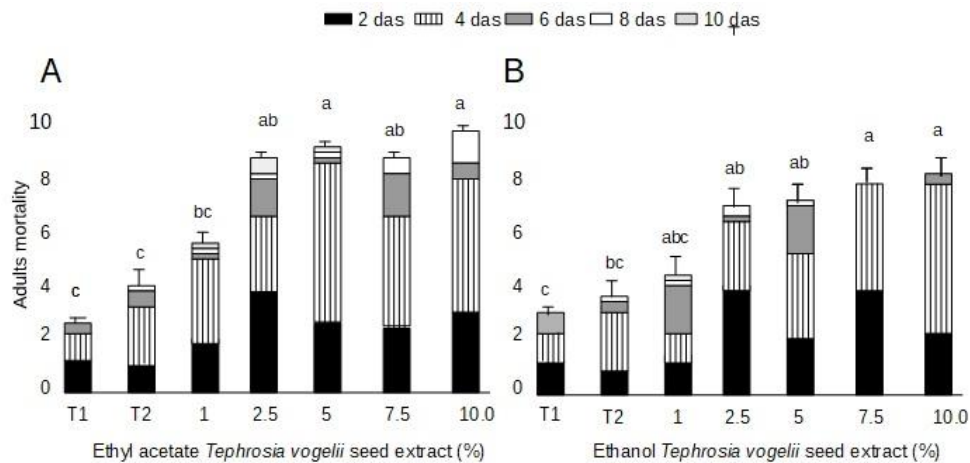 2 das 4 das 6 das 8 das 10 das
A
B
Adults mortality
10
8
6
4
2
0
c
c
bc
ab
a
ab
a
T1 T2 1 2.5 5 7.5 10.0
Ethyl acetate Tephrosia vogelii seed extract (%)
10
8
6
4
2
0
c
bc
abc
ab
ab
a
a
T1 T2 1 2.5 5 7.5 10.0
Ethanol Tephrosia vogelii seed extract (%)